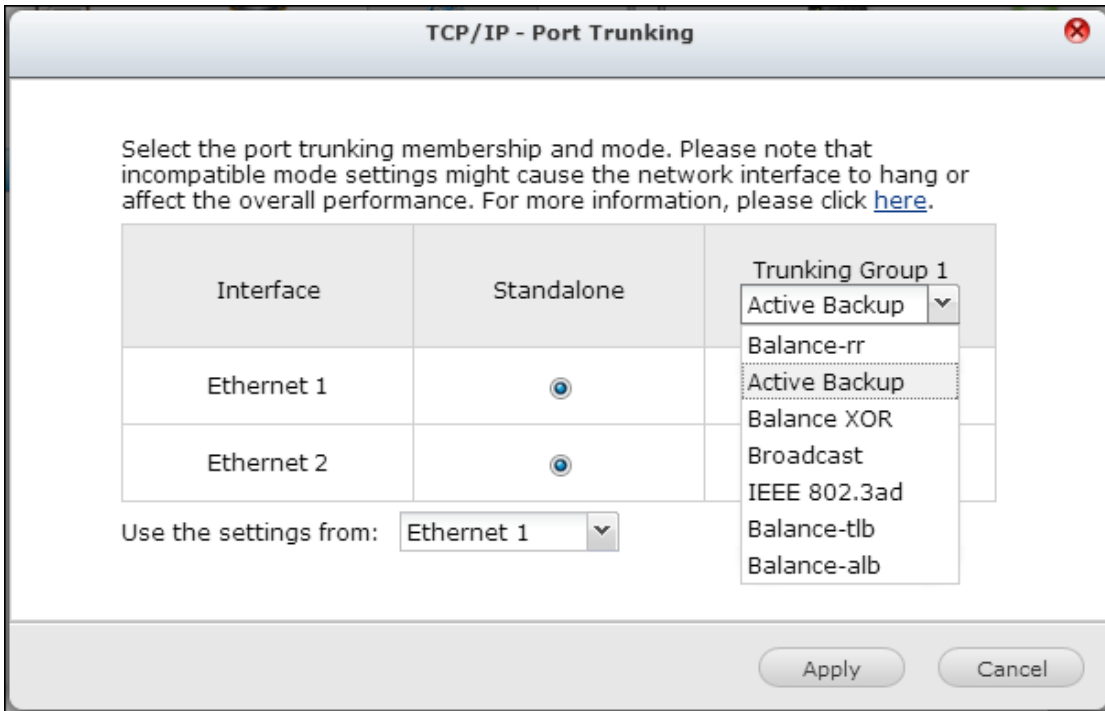 TCP/IP - Port Trunking
Select the port trunking membership and mode. Please note that
incompatible mode settings might cause the network interface to hang or
affect the overall performance. For more information, please click here.
Interface
Standalone
Trunking Group 1
Active Backup
Balance-rr
Active Backup
Balance XOR
Broadcast
IEEE 802.3ad
Balance-tlb
Balance-alb
Ethernet 1
Ethernet 2
Use the settings from: Ethernet 1
Apply
Cancel